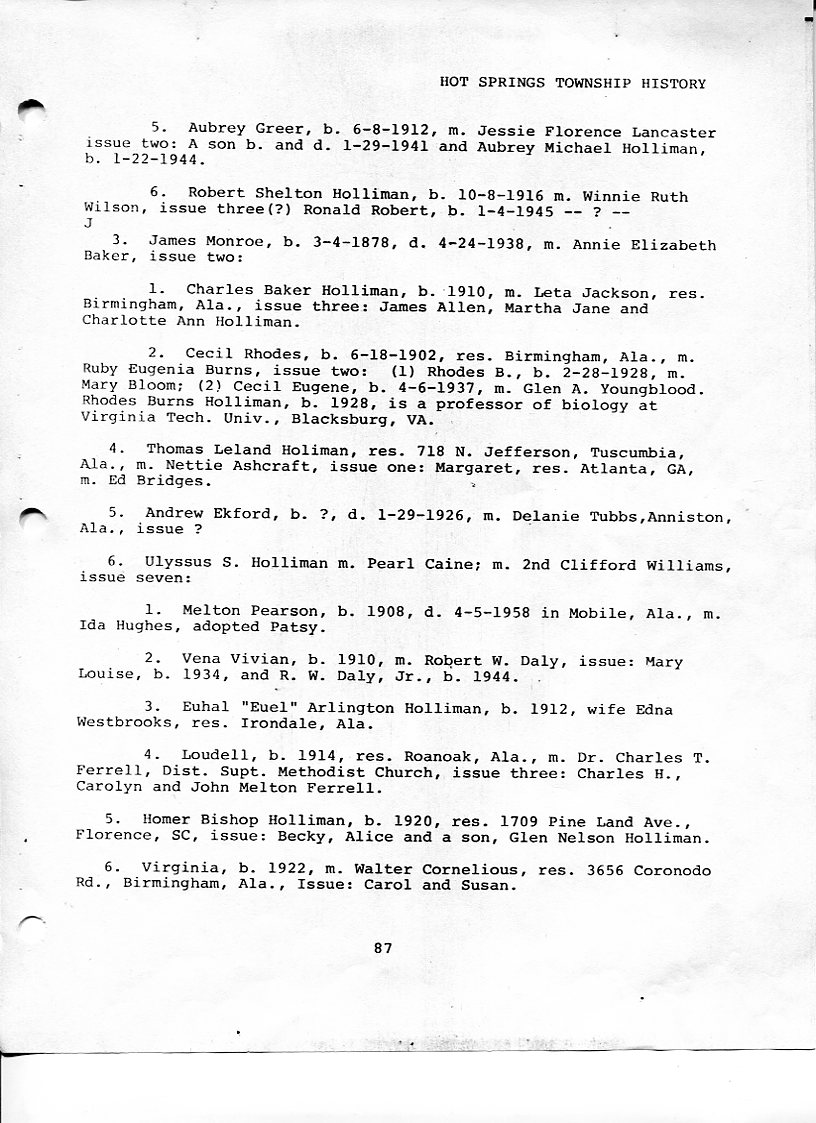 HOT SPRINGS TOWNSHIP HISTORY
5. Aubrey Greer, b. 6-8-1912, m. Jessie Florence Lancaster
issue two: A son b. and d. 1-29-1941 and Aubrey Michael Holliman,
b. 1-22-1944.
6. Robert Shelton Holliman, b. 10-8-1916 m. Winnie Ruth
Wilson, issue three(?) Ronald Robert, b. 1-4-1945 -- ? --
J
3. James Monroe, b. 3-4-1878, d. 4-24-1938, m. Annie Elizabeth
Baker, issue two:
1. Charles Baker Holliman, b. 1910, m. Leta Jackson, res.
Birmingham, Ala., issue three: James Allen, Martha Jane and
Charlotte Ann Holliman.
2. Cecil Rhodes, b. 6-18-1902, res. Birmingham, Ala., m.
Ruby Eugenia Burns, issue two: (1) Rhodes B., b. 2-28-1928, m.
Mary Bloom; (2) Cecil Eugene, b. 4-6-1937, m. Glen A. Youngblood.
Rhodes Burns Holliman, b. 1928, is a professor of biology at
Virginia Tech. Univ., Blacksburg, VA.
4. Thomas Leland Holiman, res. 718 N. Jefferson, Tuscumbia,
Ala., m. Nettie Ashcraft, issue one: Margaret, res. Atlanta, GA,
m. Ed Bridges.
5. Andrew Ekford, b. ?, d. 1-29-1926, m. Delanie Tubbs,Anniston,
Ala., issue ?
6. Ulyssus S. Holliman m. Pearl Caine; m. 2nd Clifford Williams,
issue seven:
1. Melton Pearson, b. 1908, d. 4-5-1958 in Mobile, Ala., m.
Ida Hughes, adopted Patsy.
2. Vena Vivian, b. 1910, m. Robert W. Daly, issue: Mary
Louise, b. 1934, and R. W. Daly, Jr., b. 1944.
3. Euhal "Euel" Arlington Holliman, b. 1912, wife Edna
Westbrooks, res. Irondale, Ala.
4. Loudell, b. 1914, res. Roanoak, Ala., m. Dr. Charles T.
Ferrell, Dist. Supt. Methodist Church, issue three: Charles H.,
Carolyn and John Melton Ferrell.
5. Homer Bishop Holliman, b. 1920, res. 1709 Pine Land Ave.,
Florence, SC, issue: Becky, Alice and a son, Glen Nelson Holliman.
6. Virginia, b. 1922, m. Walter Cornelious, res. 3656 Coronodo
Rd., Birmingham, Ala., Issue: Carol and Susan.
87